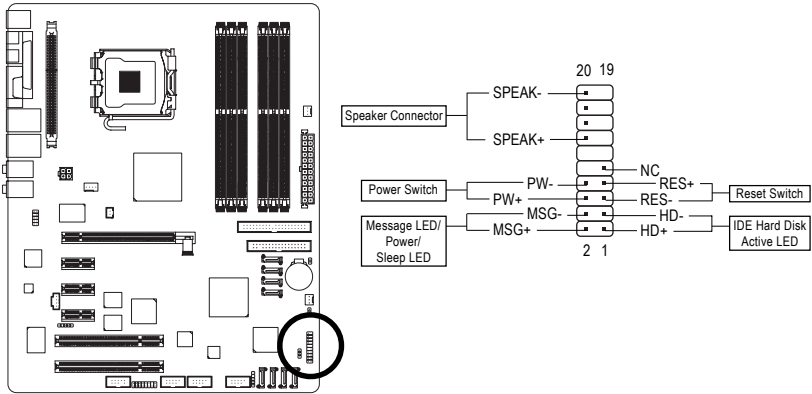 20 19
SPEAK-
Speaker Connector
SPEAK+
NC
Power Switch
PW-
RES+
Reset Switch
PW+
RES-
Message LED/
Power/
Sleep LED
MSG-
HD-
IDE Hard Disk
Active LED
MSG+
HD+
2 1